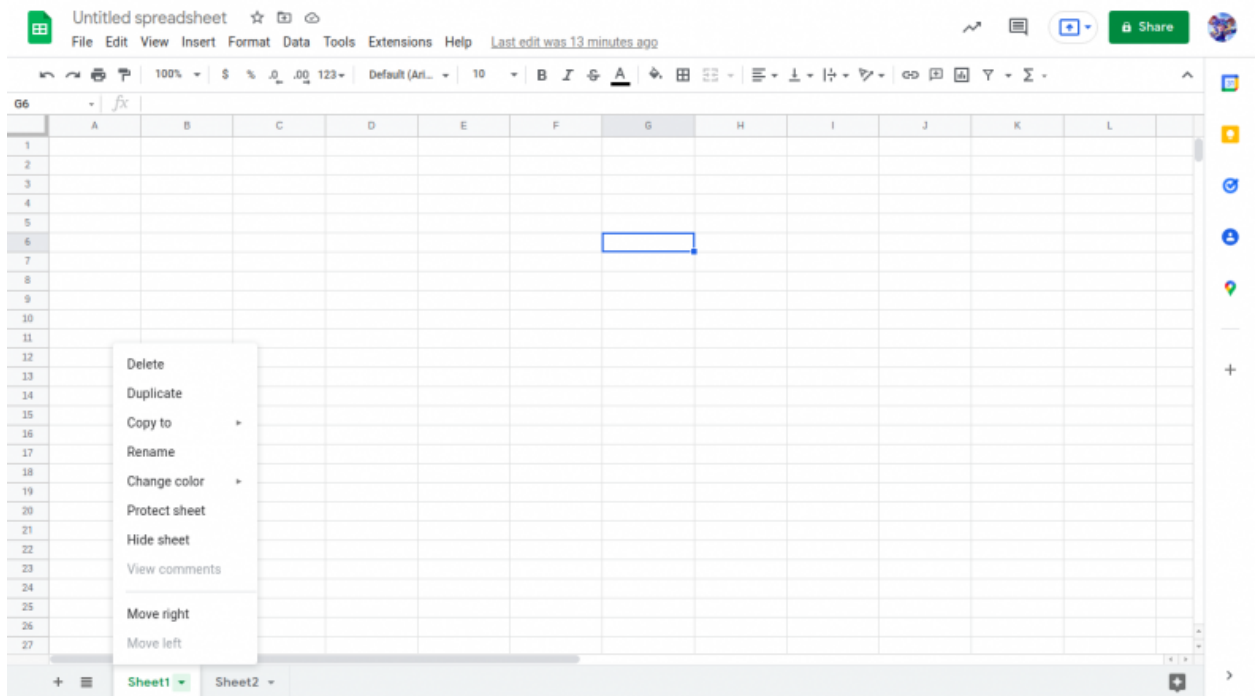 Untitled spreadsheet
File Edit View Insert Format Data Tools Extensions Help Last edit was 13 minutes ago
Share
100% $ % .0 .00 123 Default (Ari... 10 B I S A
G6 fx
A B C D E F G H I J K L
1
2
3
4
5
6
7
8
9
10
11
12
13
14
15
16
17
18
19
20
21
22
23
24
25
26
27
Delete
Duplicate
Copy to
Rename
Change color
Protect sheet
Hide sheet
View comments
Move right
Move left
Sheet1 Sheet2